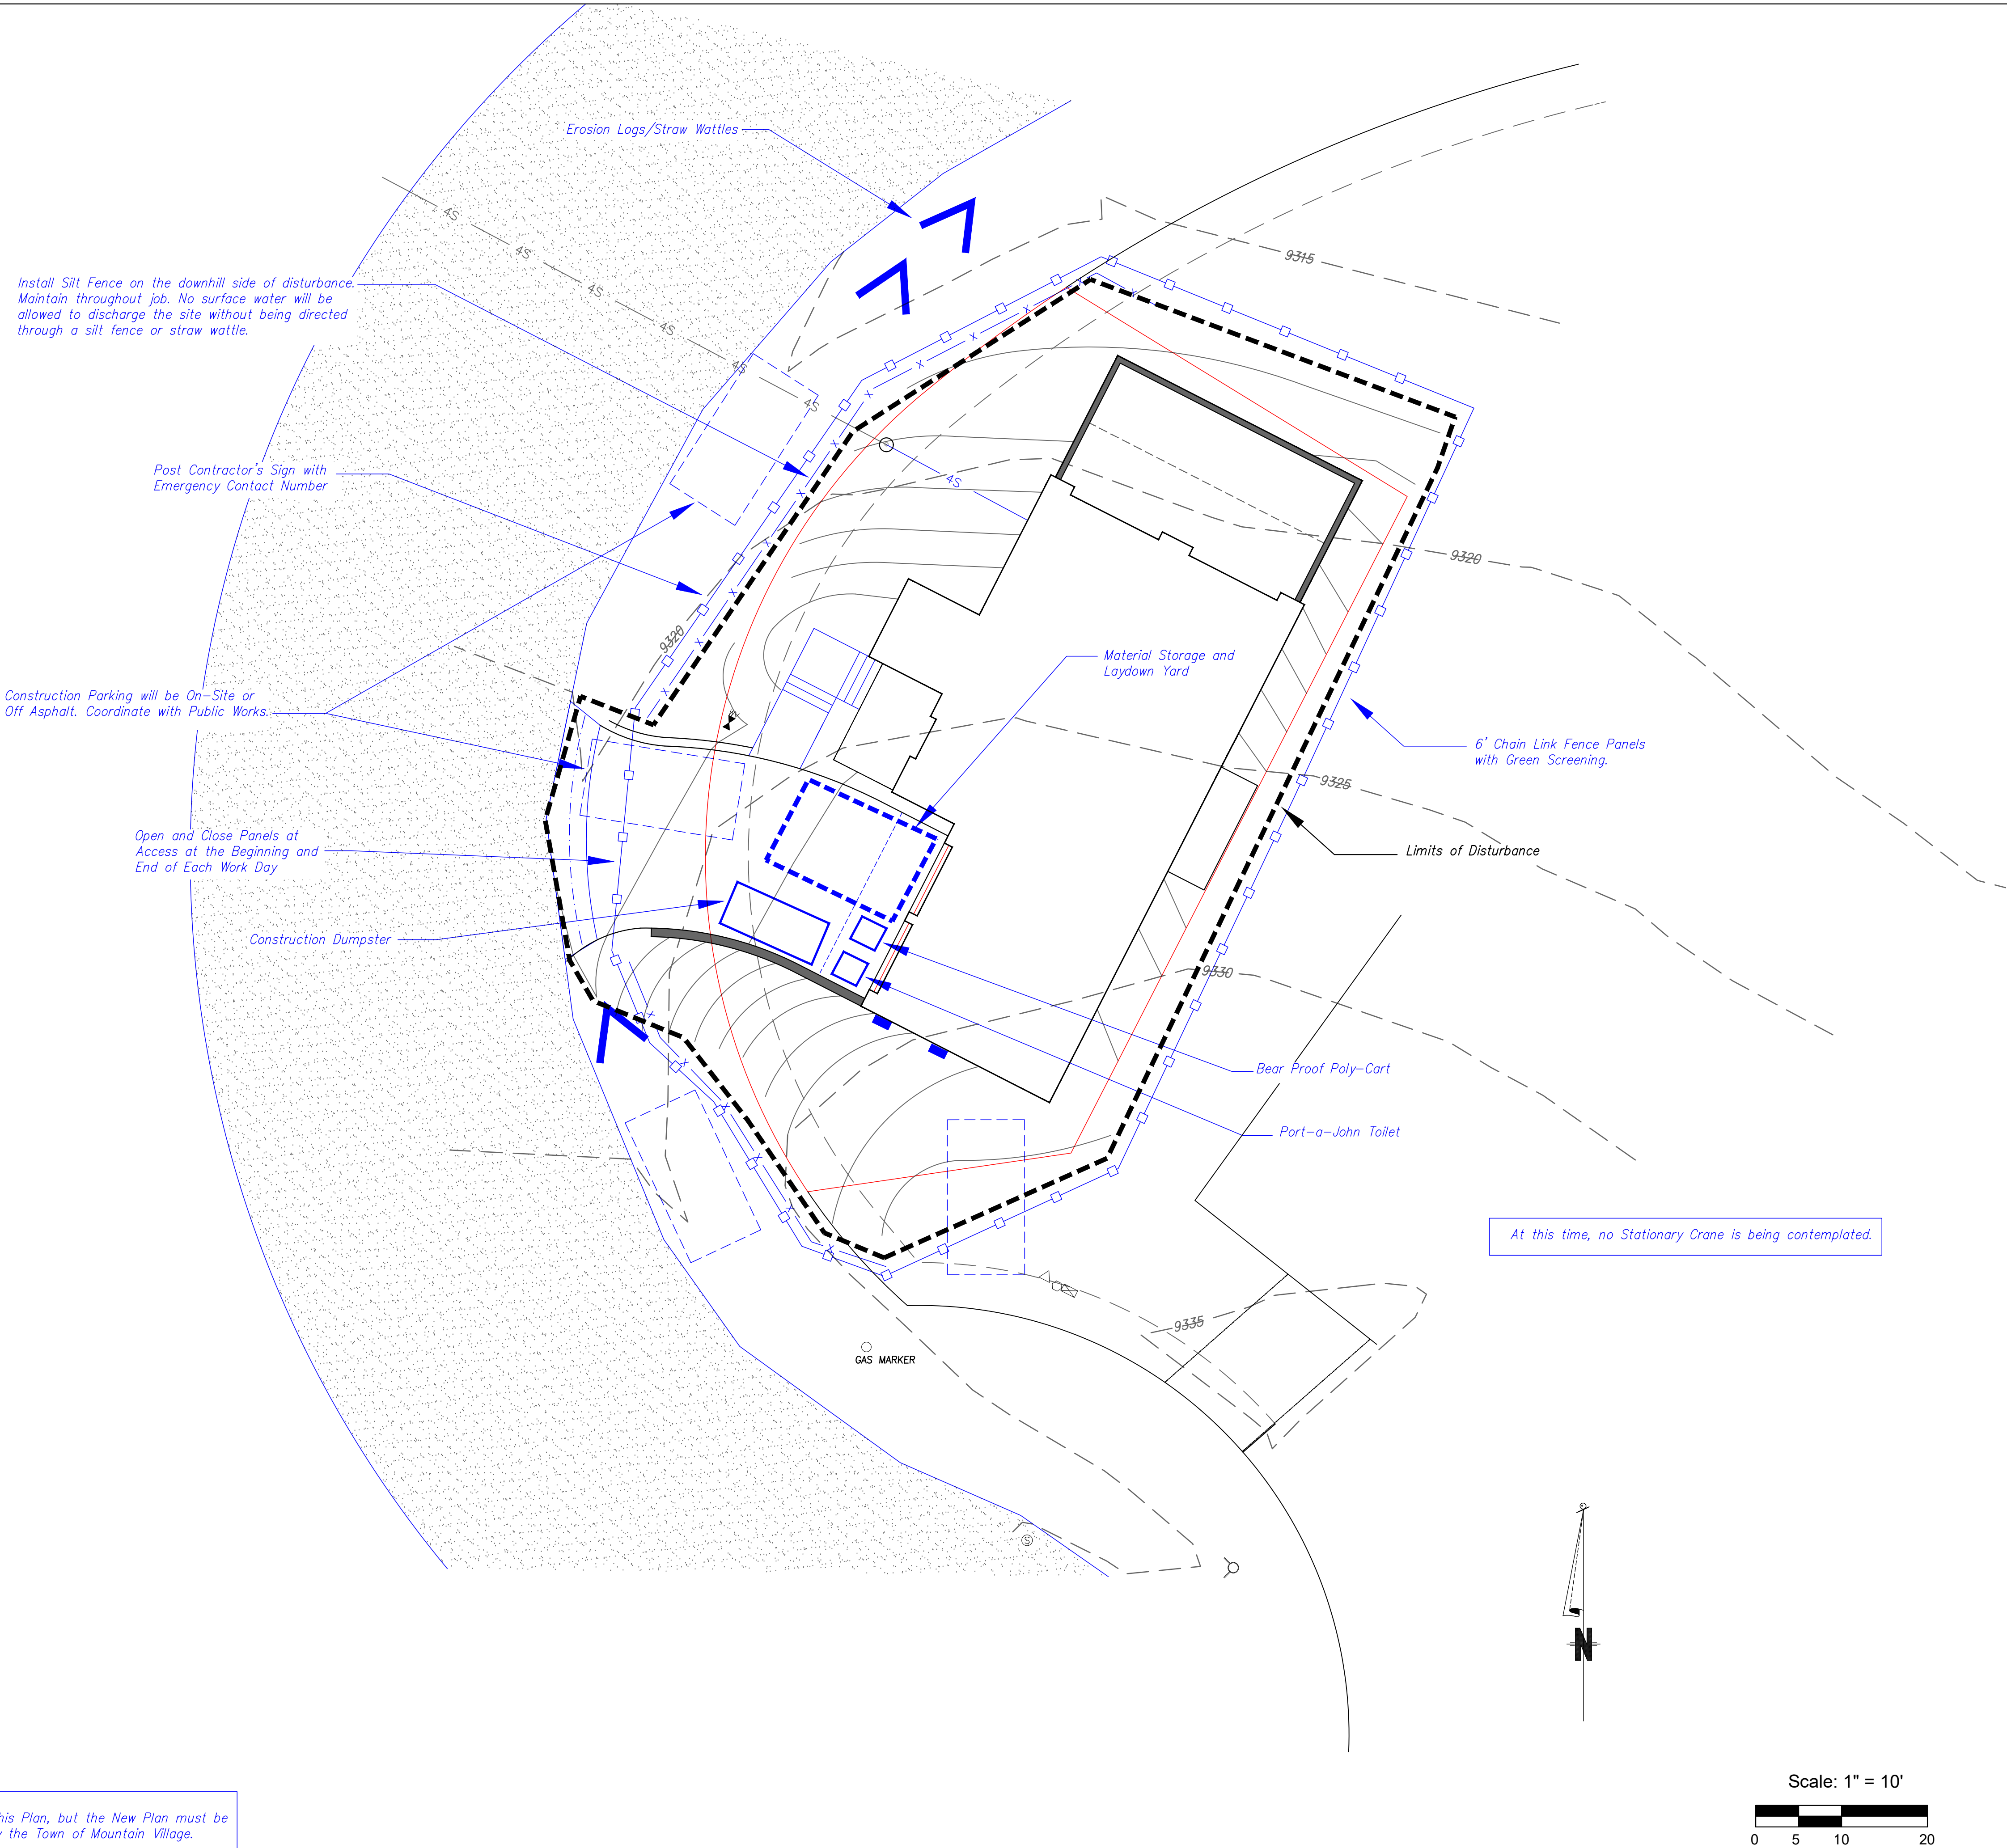 Erosion Logs/Straw Wattles
4S
4S
4S
4S
4S
4S
4S
9315
Install Silt Fence on the downhill side of disturbance.
Maintain throughout job. No surface water will be
allowed to discharge the site without being directed
through a silt fence or straw wattle.
Post Contractor's Sign with
Emergency Contact Number
9320
9320
Material Storage and
Laydown Yard
Construction Parking will be On-Site or
Off Asphalt. Coordinate with Public Works.
6' Chain Link Fence Panels
with Green Screening.
9325
Open and Close Panels at
Access at the Beginning and
End of Each Work Day
Limits of Disturbance
Construction Dumpster
9330
Bear Proof Poly-Cart
Port-a-John Toilet
At this time, no Stationary Crane is being contemplated.
9335
GAS MARKER
S
N
Scale: 1" = 10'
0 5 10 20
his Plan, but the New Plan must be
the Town of Mountain Village.